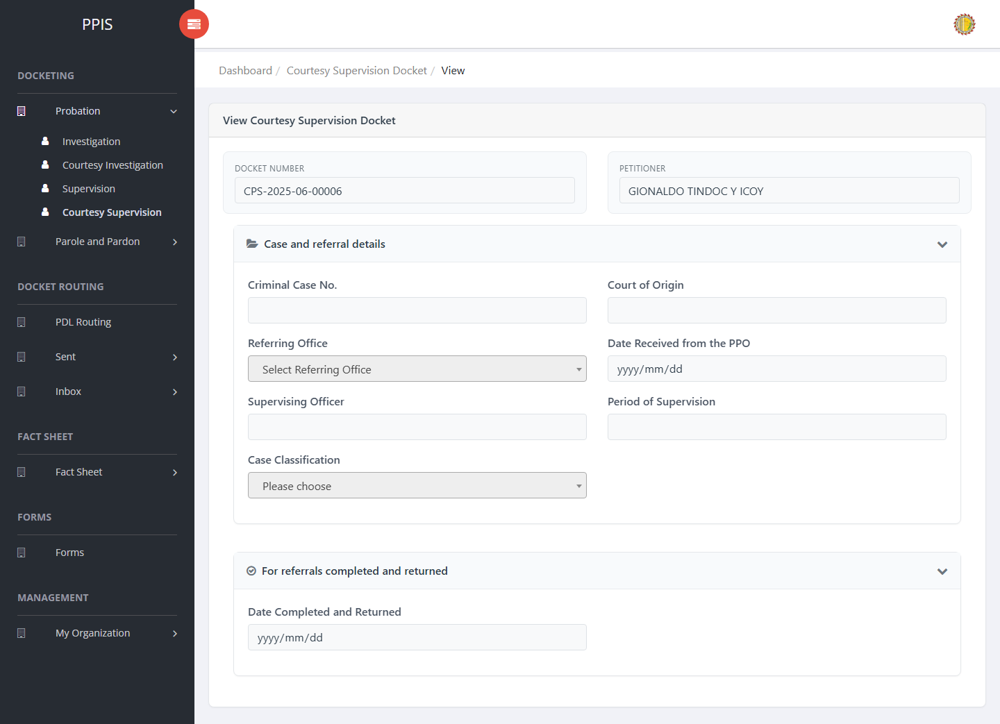 PPIS
DOCKETING
Probation
Investigation
Courtesy Investigation
Supervision
Courtesy Supervision
Parole and Pardon
DOCKET ROUTING
PDL Routing
Sent
Inbox
FACT SHEET
Fact Sheet
FORMS
Forms
MANAGEMENT
My Organization
Dashboard / Courtesy Supervision Docket / View
View Courtesy Supervision Docket
DOCKET NUMBER
CPS-2025-06-00006
PETITIONER
GIONALDO TINDOC Y ICOY
Case and referral details
Criminal Case No.
Court of Origin
Referring Office
Select Referring Office
Date Received from the PPO
yyyy/mm/dd
Supervising Officer
Period of Supervision
Case Classification
Please choose
For referrals completed and returned
Date Completed and Returned
yyyy/mm/dd